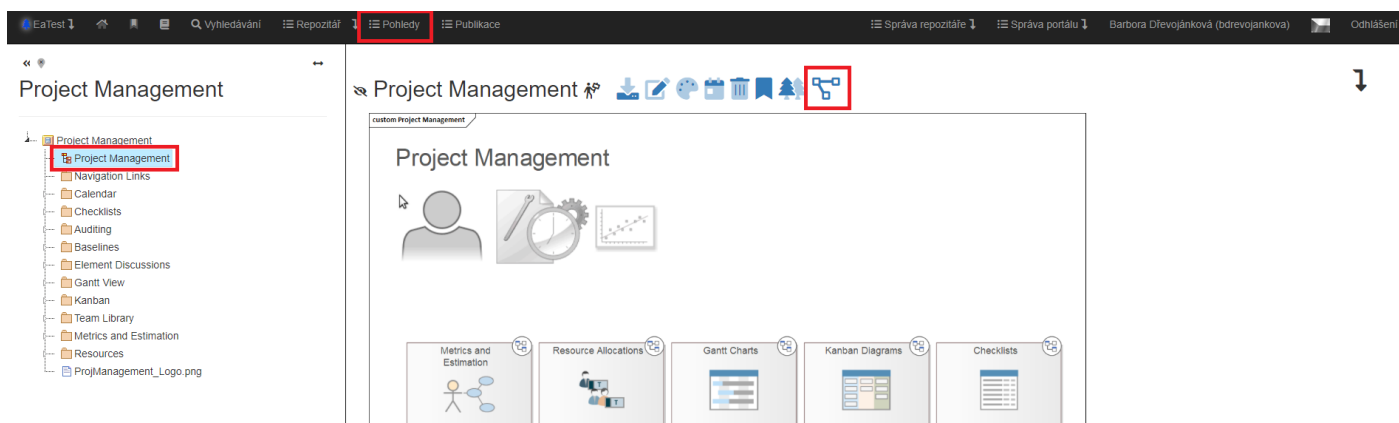 EaTest
Vyhledávání
Repozitář
Pohledy
Publikace
Správa repozitáře
Správa portálu
Barbora Dřevojánková (bdrevojankova)
Odhlášení
Project Management
Project Management
Project Management
Navigation Links
Calendar
Checklists
Auditing
Baselines
Element Discussions
Gantt View
Kanban
Team Library
Metrics and Estimation
Resources
ProjManagement_Logo.png
Project Management
custom Project Management
Project Management
Metrics and
Estimation
Resource Allocations
Gantt Charts
Kanban Diagrams
Checklists